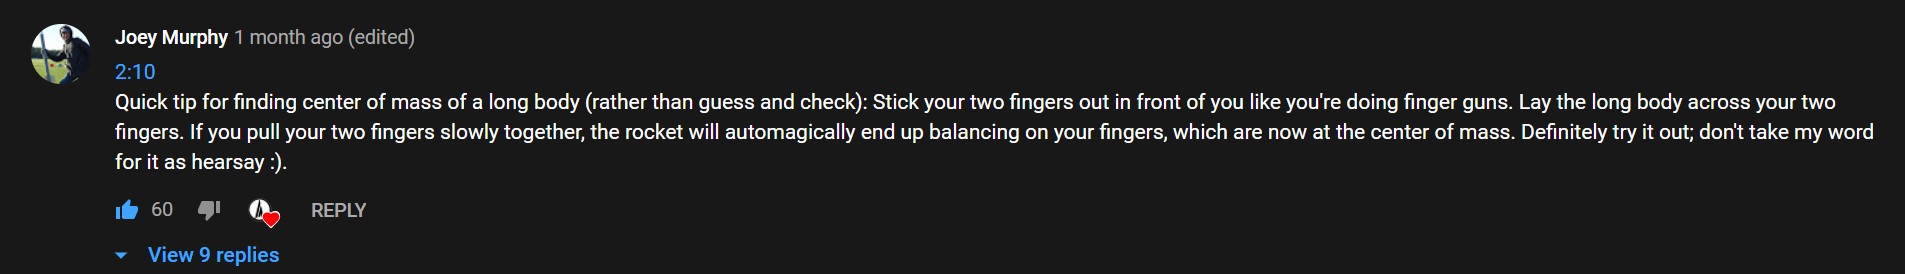 Joey Murphy 1 month ago (edited)
2:10
Quick tip for finding center of mass of a long body (rather than guess and check): Stick your two fingers out in front of you like you're doing finger guns. Lay the long body across your two
fingers. If you pull your two fingers slowly together, the rocket will automagically end up balancing on your fingers, which are now at the center of mass. Definitely try it out; don't take my word
for it as hearsay :).
60 REPLY
View 9 replies